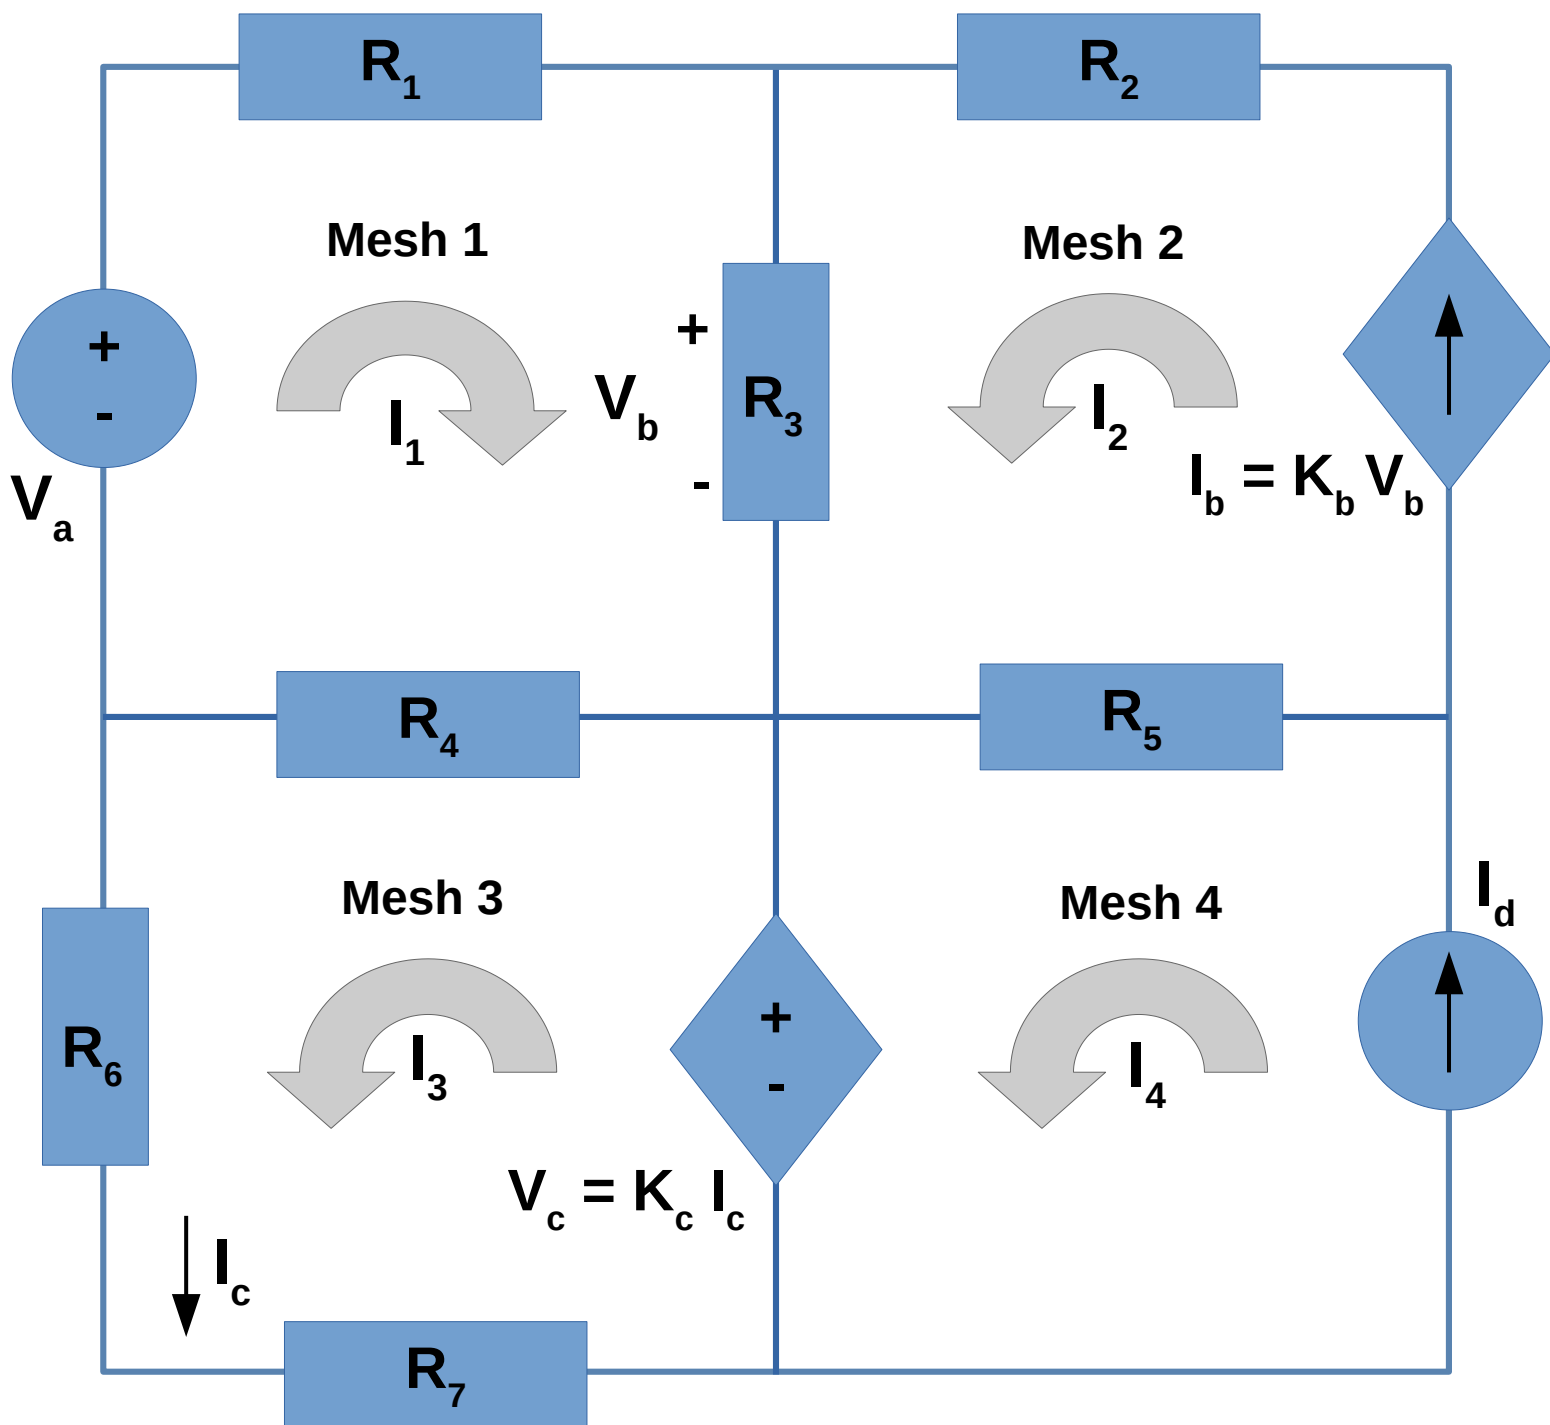 R1
R2
Mesh 1
Mesh 2
+
-
Va
I1
+
Vb
-
R3
I2
Ib = Kb Vb
R4
R5
Mesh 3
Mesh 4
Id
R6
I3
+
-
I4
Vc = Kc Ic
Ic
R7